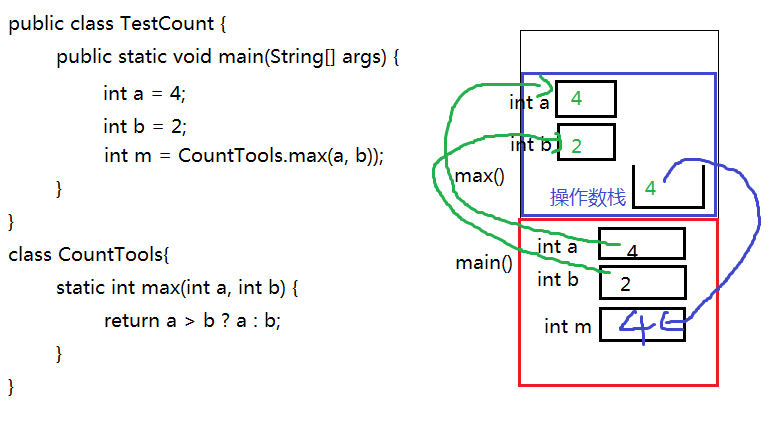 public class TestCount {
public static void main(String[] args) {
int a = 4;
int b = 2;
int m = CountTools.max(a, b));
}
}
class CountTools{
static int max(int a, int b) {
return a > b ? a : b;
}
}
int a 4
int b 2
max()
操作数栈 4
int a 4
main()
int b 2
int m 4